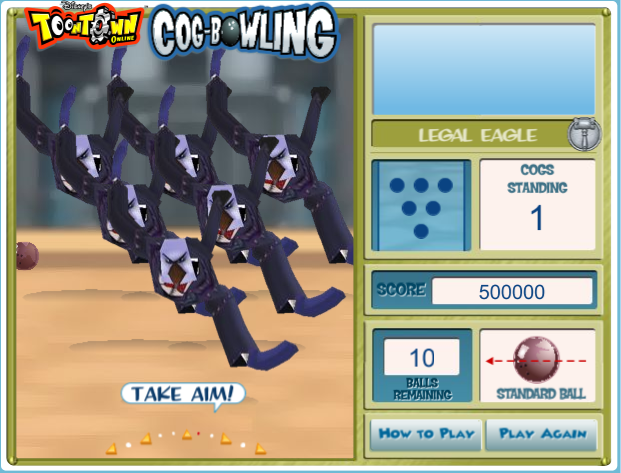 Disney's
TOONTOWN
ONLINE
COG-BOWLING
LEGAL EAGLE
COGS
STANDING
1
SCORE 500000
10
BALLS
REMAINING
STANDARD BALL
TAKE AIM!
HOW TO PLAY
PLAY AGAIN